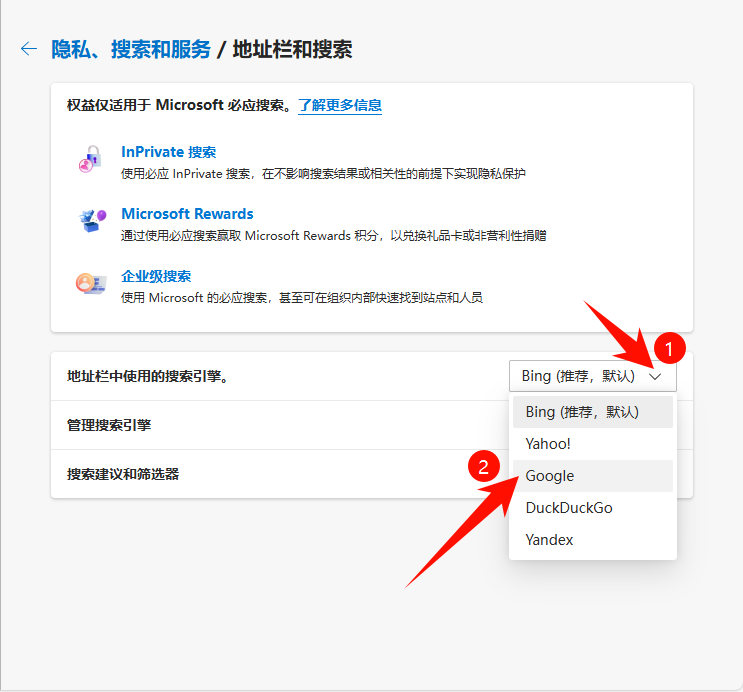 隐私、搜索和服务 / 地址栏和搜索
权益仅适用于 Microsoft 必应搜索。了解更多信息
InPrivate 搜索
使用必应 InPrivate 搜索，在不影响搜索结果或相关性的前提下实现隐私保护
Microsoft Rewards
通过使用必应搜索赢取 Microsoft Rewards 积分，以兑换礼品卡或非营利性捐赠
企业级搜索
使用 Microsoft 的必应搜索，甚至可在组织内部快速找到站点和人员
1
地址栏中使用的搜索引擎。
Bing (推荐，默认)
Bing (推荐，默认)
管理搜索引擎
Yahoo!
搜索建议和筛选器
2
Google
DuckDuckGo
Yandex